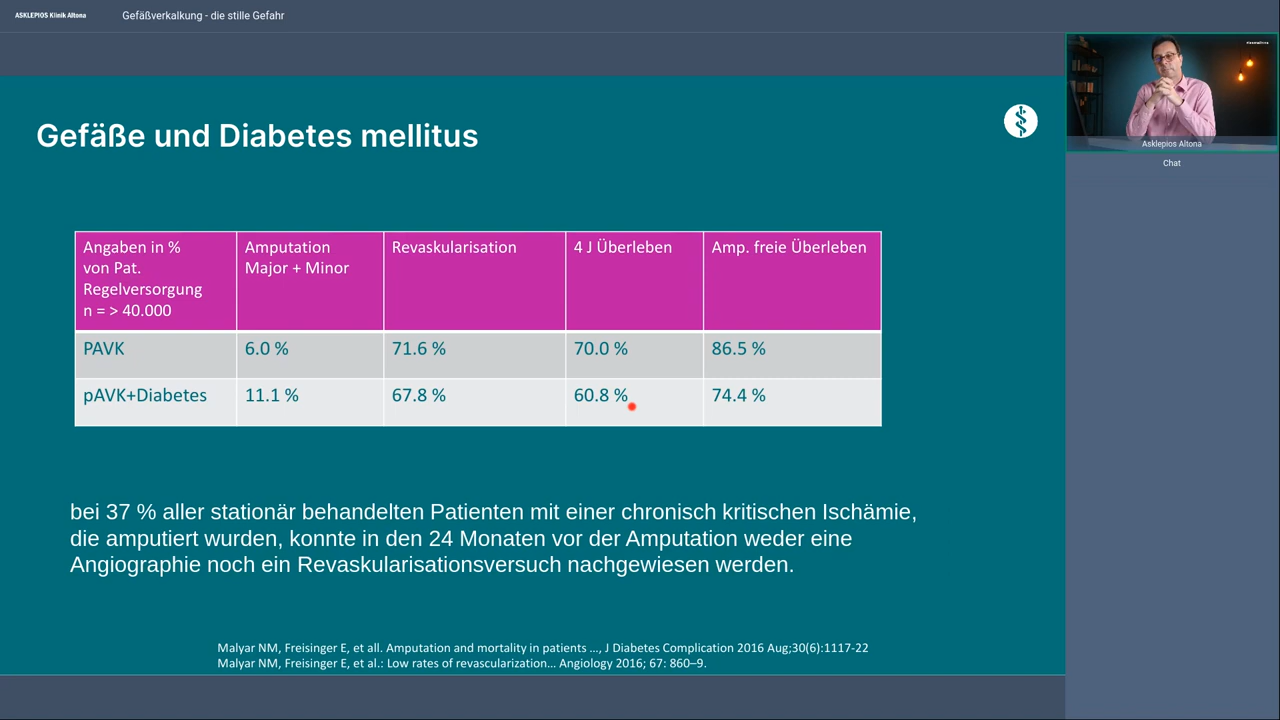 ASKLEPIOS Klinik Altona
Gefäßverkalkung - die stille Gefahr
Gefäße und Diabetes mellitus
Angaben in %
von Pat.
Regelversorgung
n = > 40.000
Amputation
Major + Minor
Revaskularisation
4 J Überleben
Amp. freie Überleben
PAVK
6.0 %
71.6 %
70.0 %
86.5 %
pAVK+Diabetes
11.1 %
67.8 %
60.8 %
74.4 %
bei 37 % aller stationär behandelten Patienten mit einer chronisch kritischen Ischämie,
die amputiert wurden, konnte in den 24 Monaten vor der Amputation weder eine
Angiographie noch ein Revaskularisationsversuch nachgewiesen werden.
Malyar NM, Freisinger E, et all. Amputation and mortality in patients ..., J Diabetes Complication 2016 Aug;30(6):1117-22
Malyar NM, Freisinger E, et al.: Low rates of revascularization... Angiology 2016; 67: 860–9.
Asklepios Altona
Chat